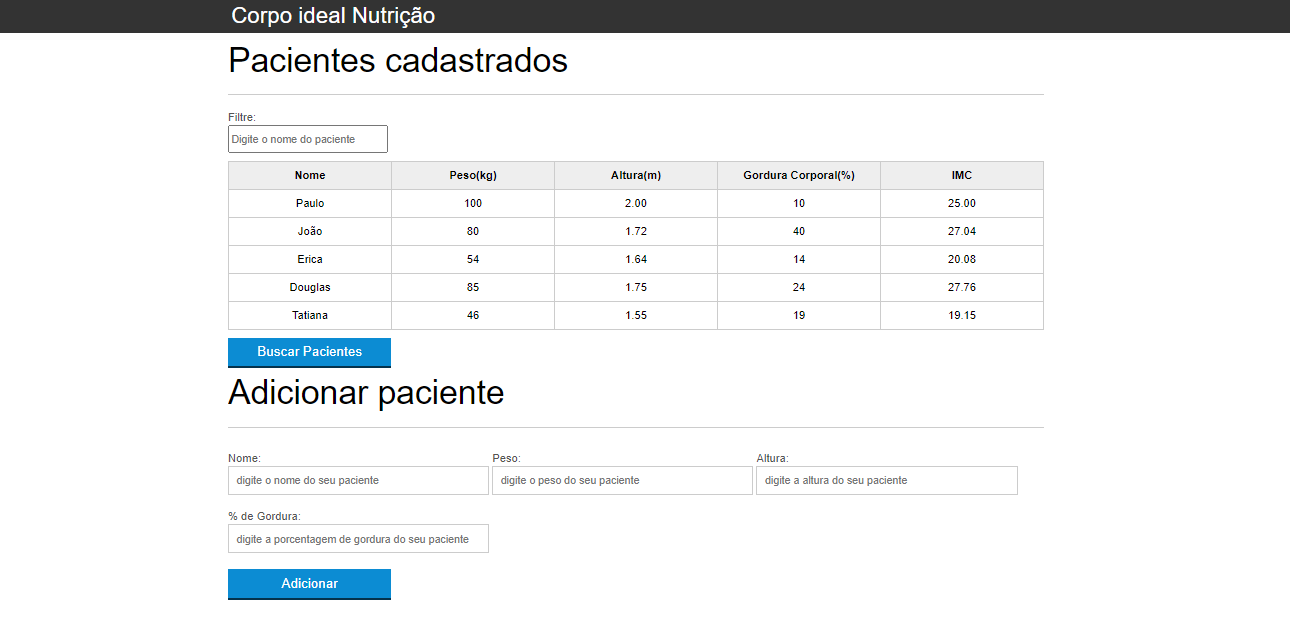 Corpo ideal Nutrição
Pacientes cadastrados
Filtre:
Digite o nome do paciente
Nome Peso(kg) Altura(m) Gordura Corporal(%) IMC
Paulo 100 2.00 10 25.00
João 80 1.72 40 27.04
Erica 54 1.64 14 20.08
Douglas 85 1.75 24 27.76
Tatiana 46 1.55 19 19.15
Buscar Pacientes
Adicionar paciente
Nome: Peso: Altura:
digite o nome do seu paciente digite o peso do seu paciente digite a altura do seu paciente
% de Gordura:
digite a porcentagem de gordura do seu paciente
Adicionar